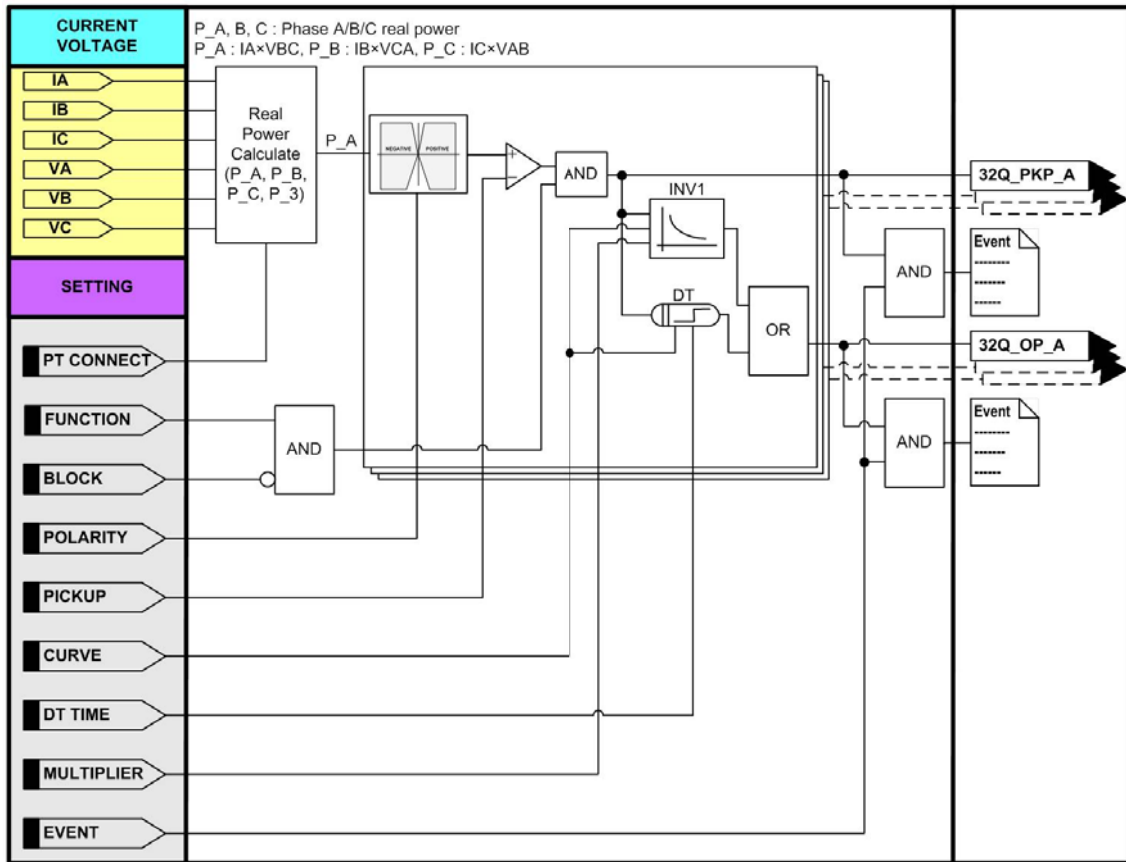 CURRENT
VOLTAGE
P_A, B, C : Phase A/B/C real power
P_A : IA×VBC, P_B : IB×VCA, P_C : IC×VAB
IA
IB
IC
VA
VB
VC
Real
Power
Calculate
(P_A, P_B,
P_C, P_3)
P_A
NEGATIVE
POSITIVE
+
−
AND
INV1
DT
OR
32Q_PKP_A
AND
Event
32Q_OP_A
AND
Event
SETTING
PT CONNECT
FUNCTION
AND
BLOCK
POLARITY
PICKUP
CURVE
DT TIME
MULTIPLIER
EVENT